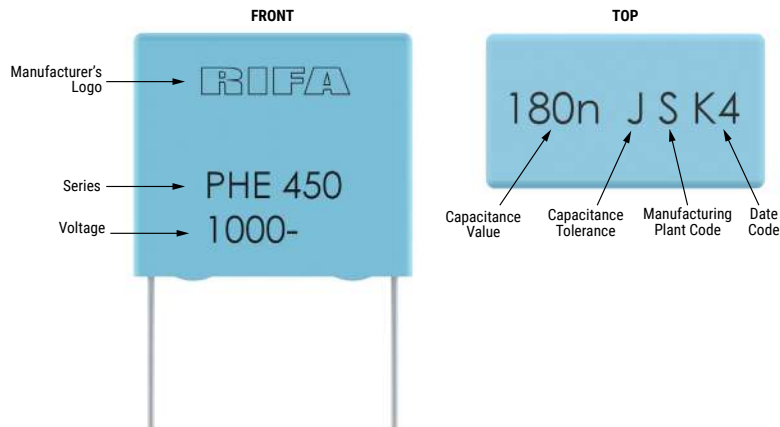 FRONT
Manufacturer's
Logo
RIFA
Series
PHE 450
Voltage
1000-
TOP
180n J S K4
Capacitance
Value
Capacitance
Tolerance
Manufacturing
Plant Code
Date
Code